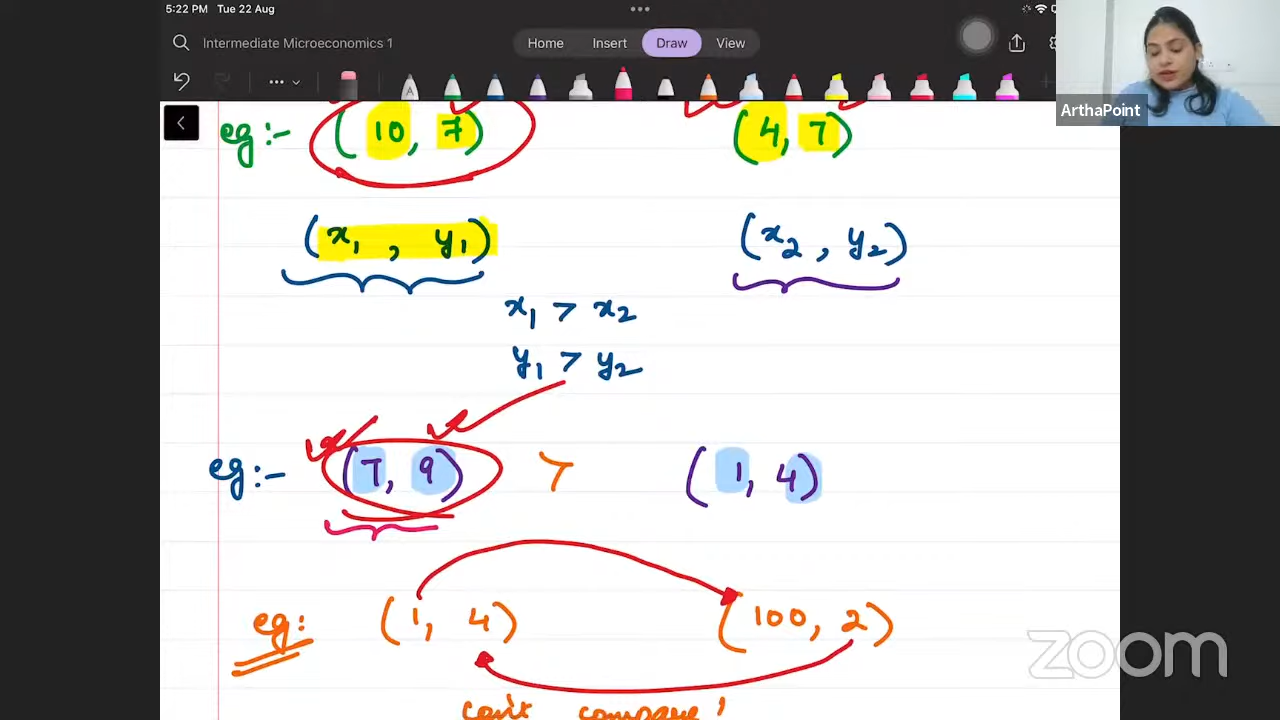 5:22 PM Tue 22 Aug
Intermediate Microeconomics 1
Home Insert Draw View
A
ArthaPoint
eg:- (10, 7) (4, 7)
(x₁, y₁) (x₂, y₂)
x₁ > x₂
y₁ > y₂
eg:- (7, 9) > (1, 4)
eg: (1, 4) (100, 2)
can't compare!
zoom